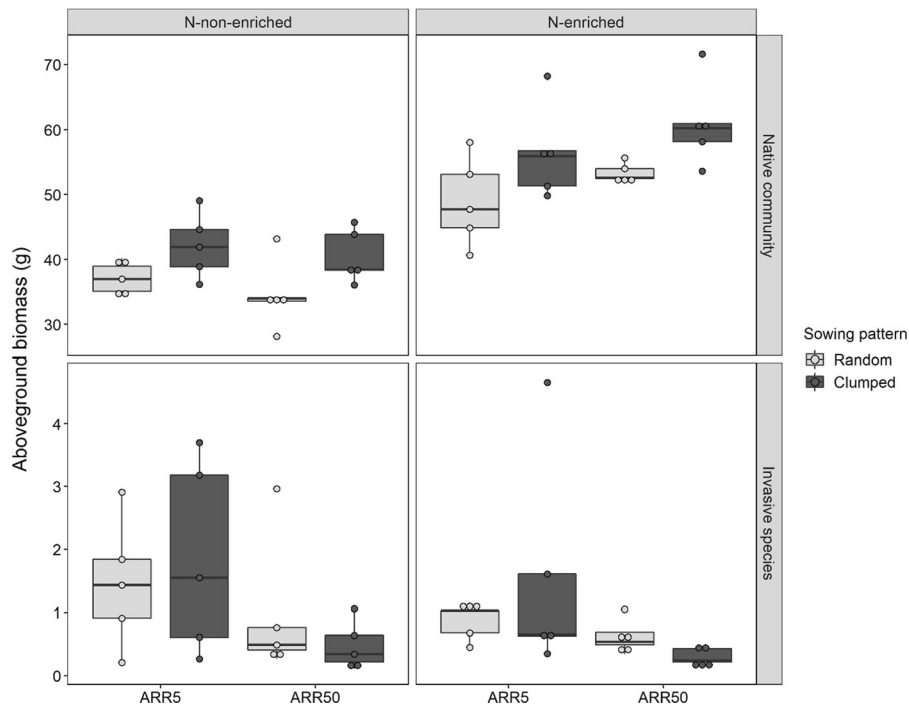 N-non-enriched
N-enriched
Aboveground biomass (g)
70
60
50
40
30
Native community
4
3
2
1
0
Invasive species
ARR5
ARR50
ARR5
ARR50
Sowing pattern
Random
Clumped